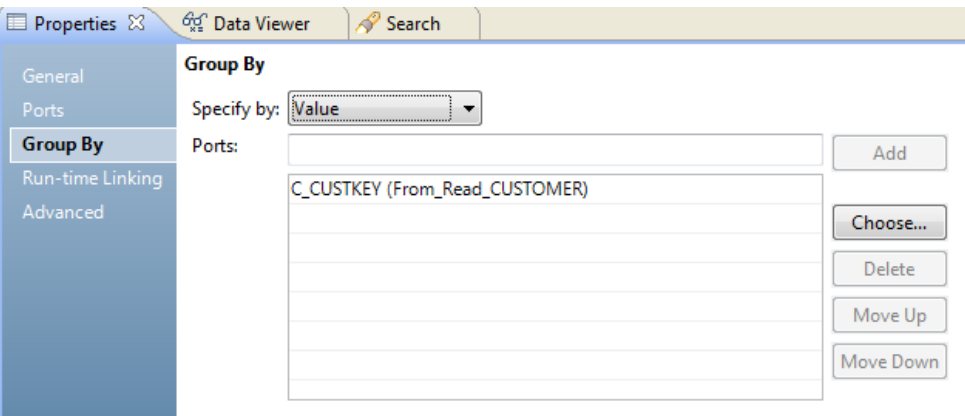 Properties Data Viewer Search
General
Ports
Group By
Run-time Linking
Advanced
Group By
Specify by: Value
Ports:
Add
C_CUSTKEY (From_Read_CUSTOMER)
Choose...
Delete
Move Up
Move Down